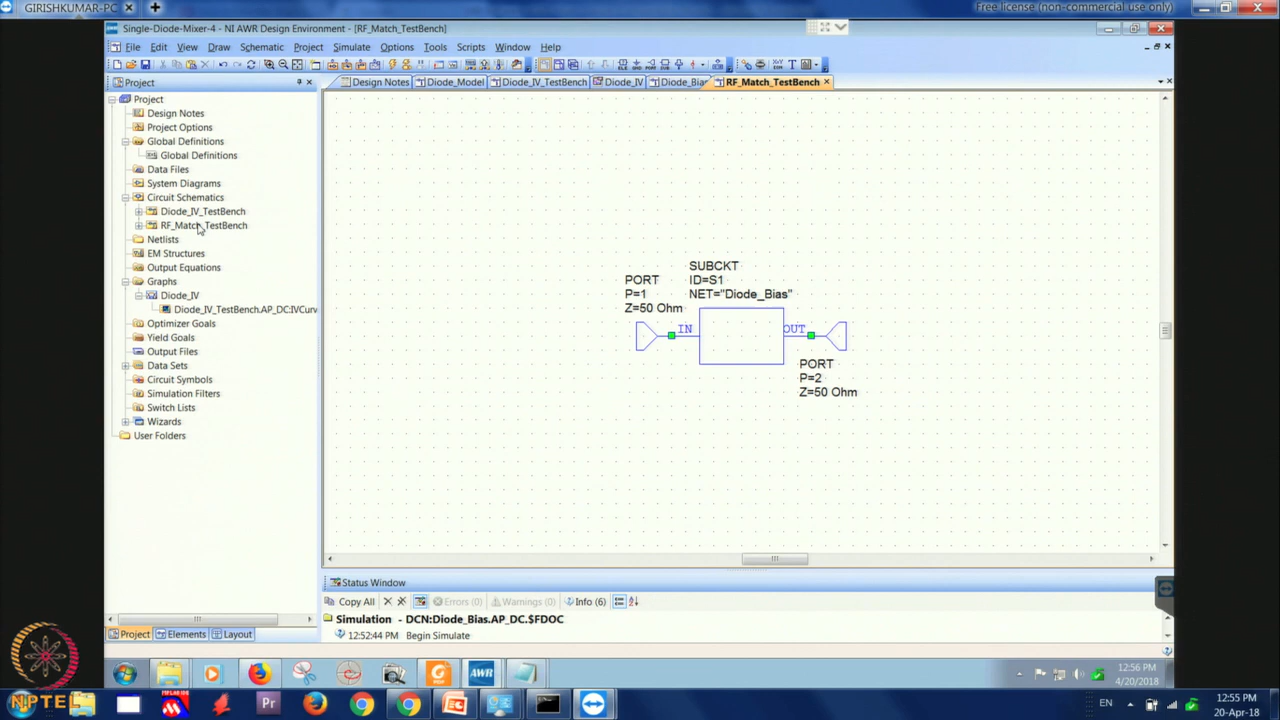 GIRISHKUMAR-PC
Free license (non-commercial use only)
Single-Diode-Mixer-4 - NI AWR Design Environment - [RF_Match_TestBench]
File Edit View Draw Schematic Project Simulate Options Tools Scripts Window Help
Project
Design Notes Diode_Model Diode_IV_TestBench Diode_IV Diode_Bias RF_Match_TestBench
Project
Design Notes
Project Options
Global Definitions
Global Definitions
Data Files
System Diagrams
Circuit Schematics
Diode_IV_TestBench
RF_Match_TestBench
Netlists
EM Structures
Output Equations
Graphs
Diode_IV
Diode_IV_TestBench.AP_DC:IVCurv
Optimizer Goals
Yield Goals
Output Files
Data Sets
Circuit Symbols
Simulation Filters
Switch Lists
Wizards
User Folders
SUBCKT
ID=S1
NET="Diode_Bias"
PORT
P=1
Z=50 Ohm
IN
OUT
PORT
P=2
Z=50 Ohm
Status Window
Copy All Errors (0) Warnings (0) Info (6)
Simulation - DCN:Diode_Bias.AP_DC.$FDOC
12:52:44 PM Begin Simulate
Project Elements Layout
AWR
12:56 PM
4/20/2018
NPTEL
Pr
EN
12:55 PM
20-Apr-18